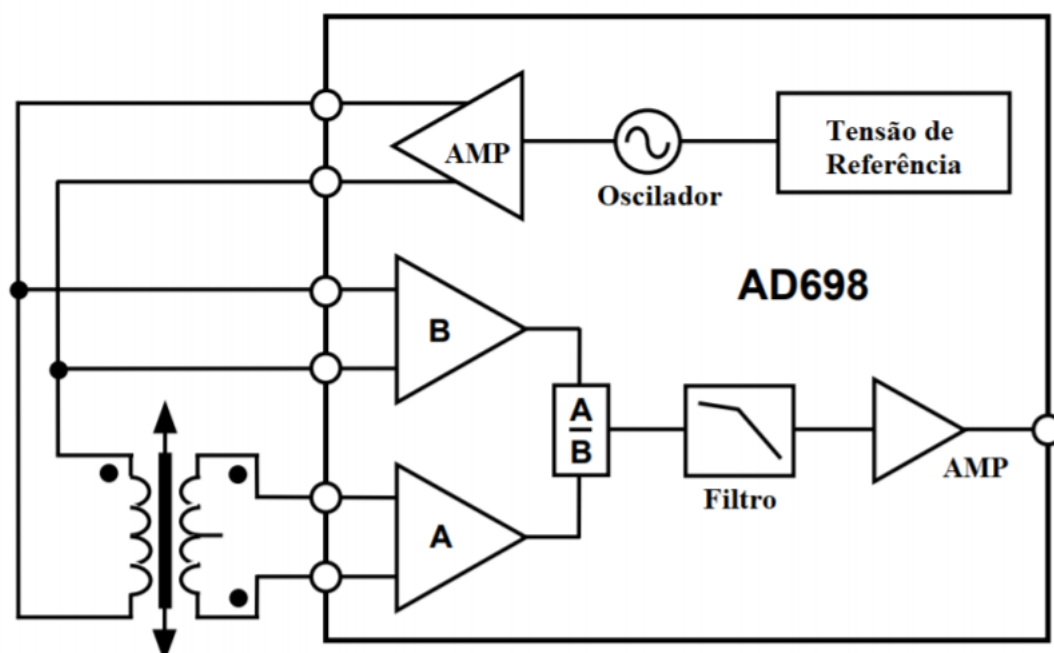 AMP
Oscilador
Tensão de
Referência
AD698
B
A
B
A
Filtro
AMP